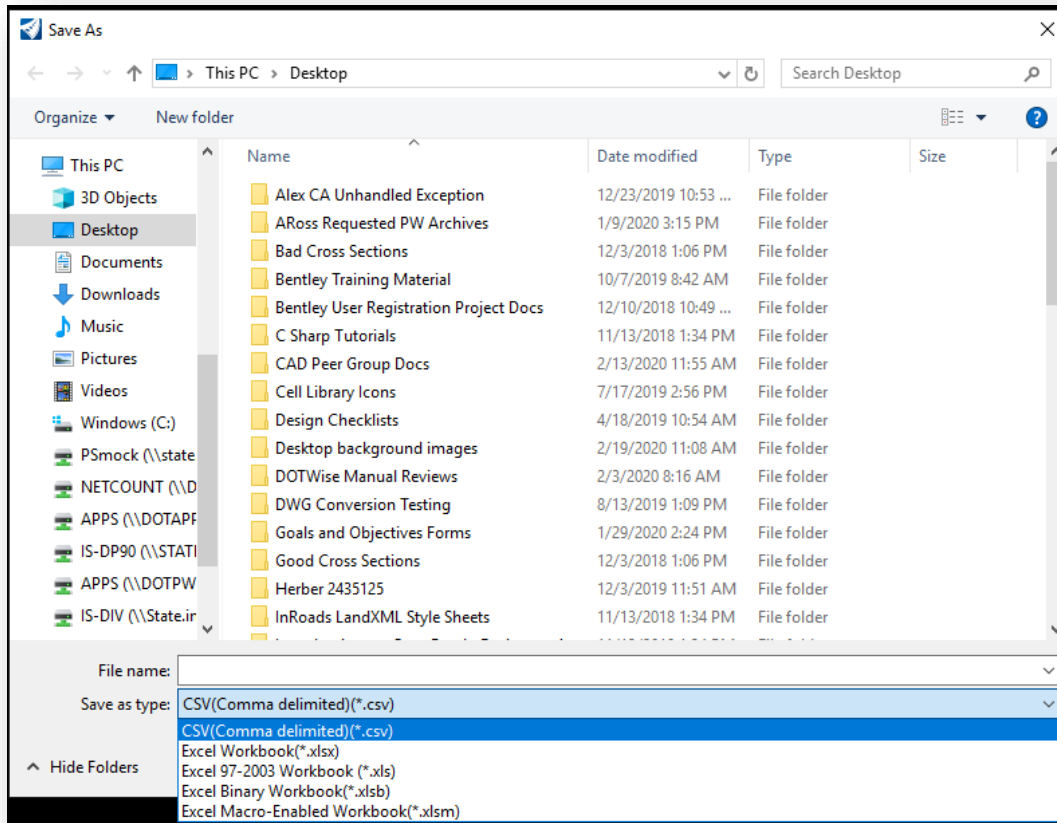 Save As
This PC > Desktop
Search Desktop
Organize
New folder
?
This PC
3D Objects
Desktop
Documents
Downloads
Music
Pictures
Videos
Windows (C:)
PSmock (\\state
NETCOUNT (\\D
APPS (\\DOTAPF
IS-DP90 (\\STATI
APPS (\\DOTPW
IS-DIV (\\State.ir
Name Date modified Type Size
Alex CA Unhandled Exception 12/23/2019 10:53 ... File folder
ARoss Requested PW Archives 1/9/2020 3:15 PM File folder
Bad Cross Sections 12/3/2018 1:06 PM File folder
Bentley Training Material 10/7/2019 8:42 AM File folder
Bentley User Registration Project Docs 12/10/2018 10:49 ... File folder
C Sharp Tutorials 11/13/2018 1:34 PM File folder
CAD Peer Group Docs 2/13/2020 11:55 AM File folder
Cell Library Icons 7/17/2019 2:56 PM File folder
Design Checklists 4/18/2019 10:54 AM File folder
Desktop background images 2/19/2020 11:08 AM File folder
DOTWise Manual Reviews 2/3/2020 8:16 AM File folder
DWG Conversion Testing 8/13/2019 1:09 PM File folder
Goals and Objectives Forms 1/29/2020 2:24 PM File folder
Good Cross Sections 12/3/2018 1:06 PM File folder
Herber 2435125 12/3/2019 11:51 AM File folder
InRoads LandXML Style Sheets 11/13/2018 1:34 PM File folder
File name:
Save as type: CSV(Comma delimited)(*.csv)
CSV(Comma delimited)(*.csv)
Excel Workbook(*.xlsx)
Excel 97-2003 Workbook (*.xls)
Excel Binary Workbook(*.xlsb)
Excel Macro-Enabled Workbook(*.xlsm)
Hide Folders